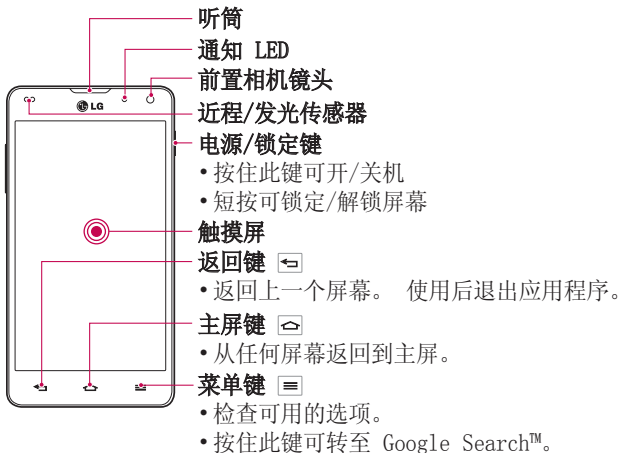 听筒
通知 LED
前置相机镜头
LG
近程/发光传感器
电源/锁定键
•按住此键可开/关机
•短按可锁定/解锁屏幕
触摸屏
返回键
•返回上一个屏幕。 使用后退出应用程序。
主屏键
•从任何屏幕返回到主屏。
菜单键
•检查可用的选项。
•按住此键可转至 Google Search™。